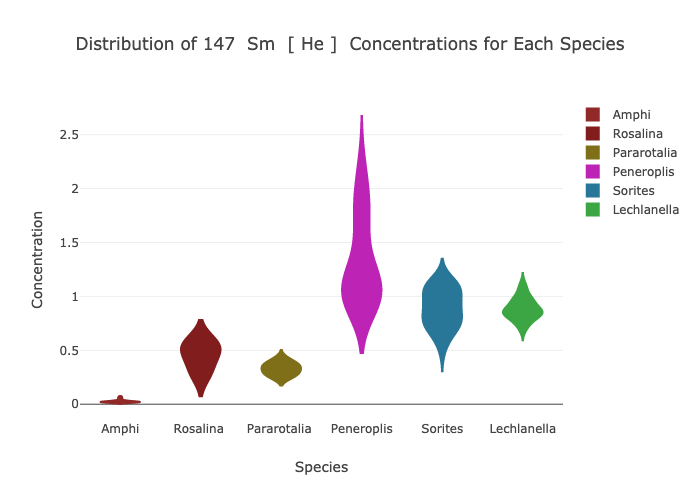 Distribution of 147  Sm  [ He ]  Concentrations for Each Species
Amphi
Rosalina
Pararotalia
Peneroplis
Sorites
Lechlanella
2.5
2
1.5
1
0.5
0
Concentration
Amphi Rosalina Pararotalia Peneroplis Sorites Lechlanella
Species